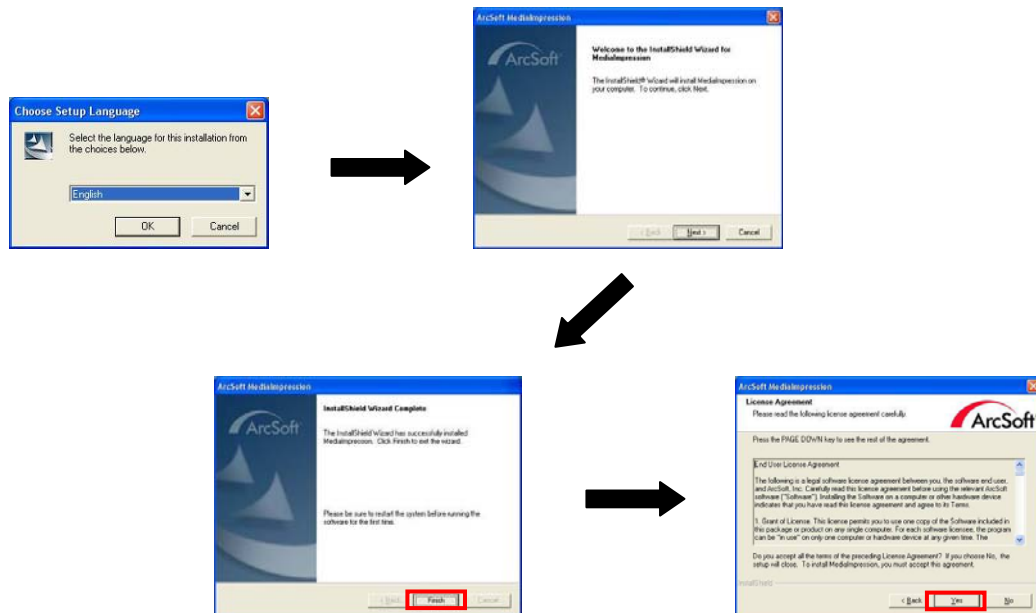 Choose Setup Language
Select the language for this installation from
the choices below.
English
OK
Cancel
ArcSoft MediaImpression
ArcSoft
Welcome to the InstallShield Wizard for
MediaImpression
The InstallShield® Wizard will install MediaImpression on
your computer. To continue, click Next.
< Back
Next >
Cancel
ArcSoft MediaImpression
ArcSoft
InstallShield Wizard Complete
The InstallShield Wizard has successfully installed
MediaImpression. Click Finish to exit the wizard.
Please be sure to restart the system before running the
software for the first time.
< Back
Finish
Cancel
ArcSoft MediaImpression
License Agreement
Please read the following license agreement carefully.
ArcSoft
Press the PAGE DOWN key to see the rest of the agreement.
End User License Agreement
The following is a legal software license agreement between you, the software end user,
and ArcSoft, Inc. Carefully read this license agreement before using the relevant ArcSoft
software ("Software"). Installing the Software on a computer or other hardware device
indicates that you have read this license agreement and agree to its Terms.
1. Grant of License. This license permits you to use one copy of the Software included in
this package or product on any single computer. For each software licensee, the program
can be "in use" on only one computer or hardware device at any given time. The
Do you accept all the terms of the preceding License Agreement? If you choose No, the
setup will close. To install MediaImpression, you must accept this agreement.
InstallShield
< Back
Yes
No